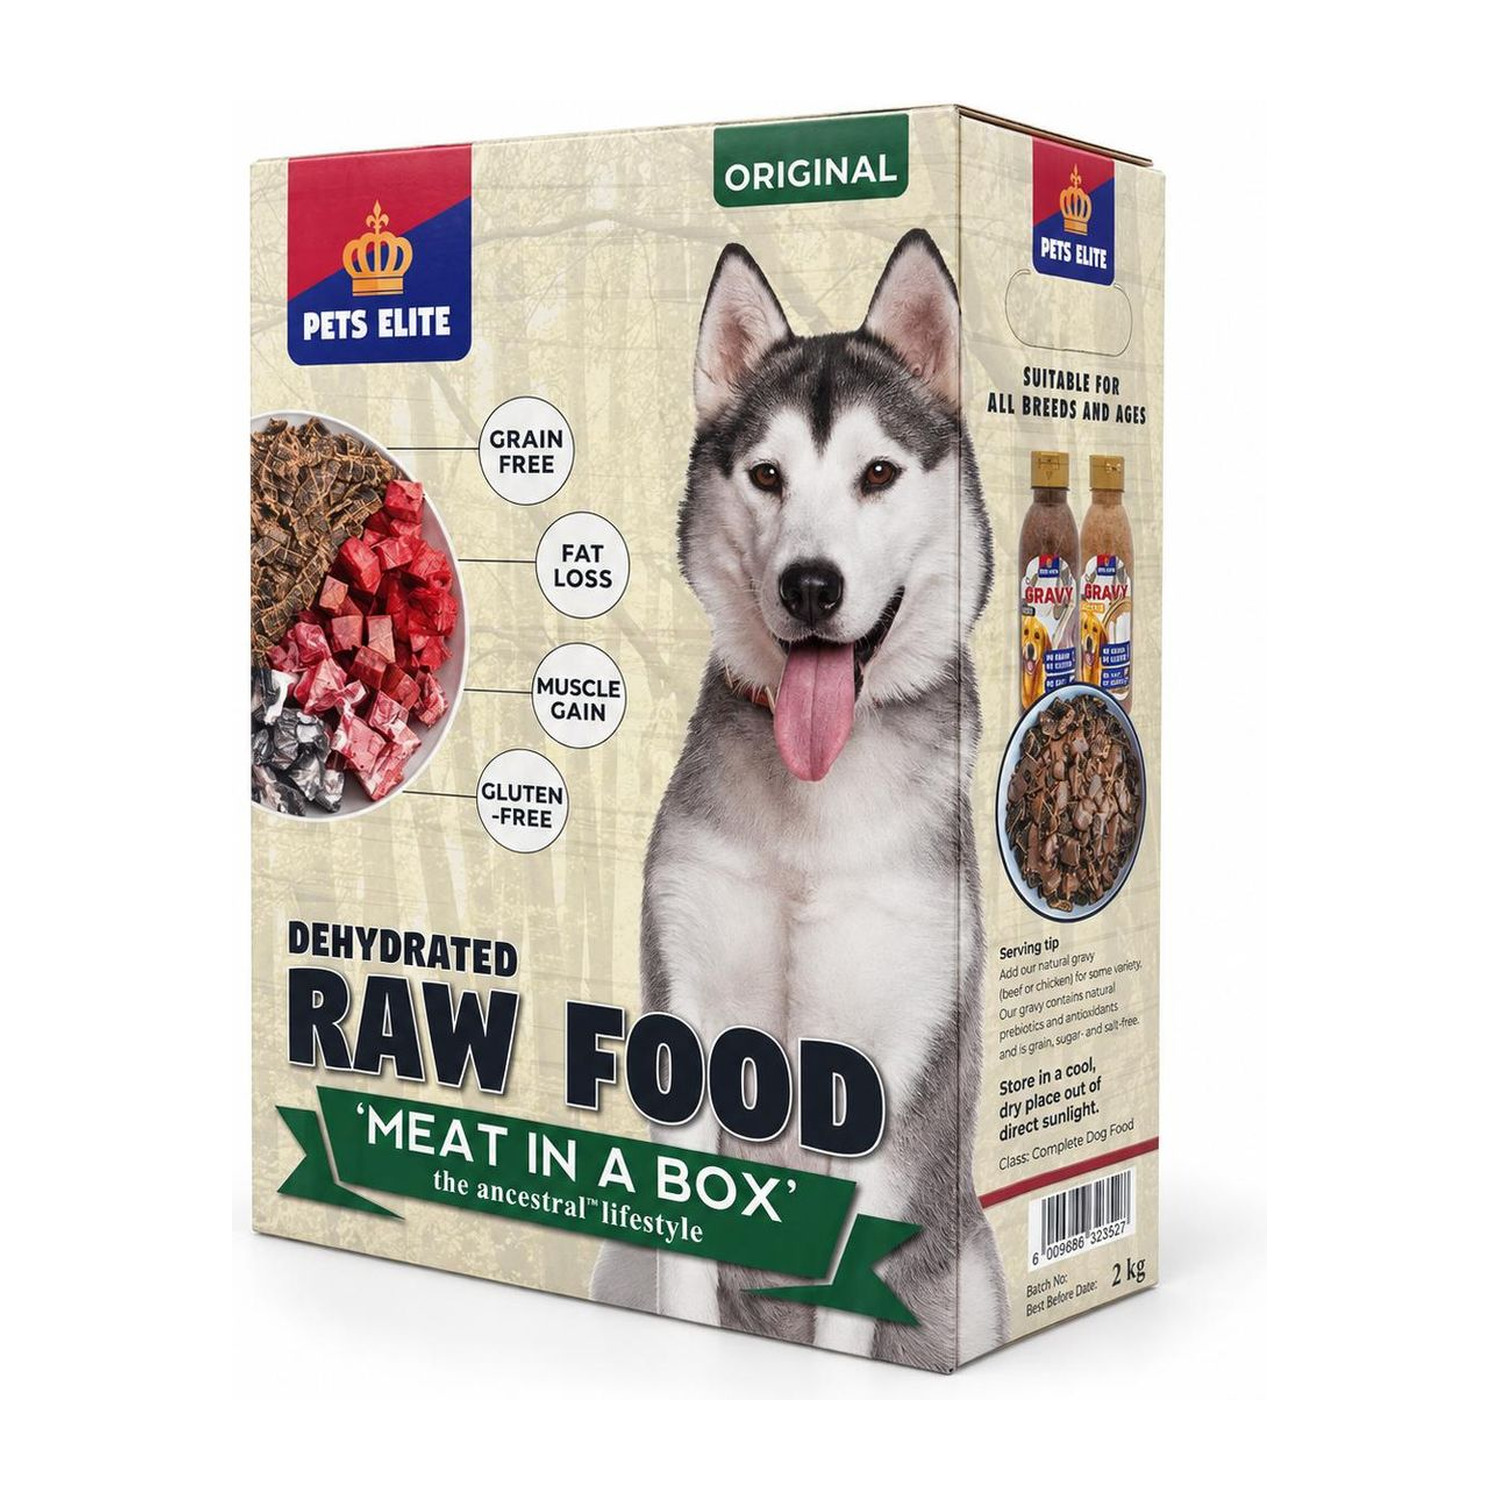 PETS ELITE
ORIGINAL
GRAIN
FREE
FAT
LOSS
MUSCLE
GAIN
GLUTEN
-FREE
DEHYDRATED
RAW FOOD
'MEAT IN A BOX'
the ancestral™ lifestyle
PETS ELITE
SUITABLE FOR
ALL BREEDS AND AGES
GRAVY
GRAVY
Serving tip
Add our natural gravy
(beef or chicken) for some variety.
Our gravy contains natural
prebiotics and antioxidants
and is grain, sugar- and salt-free.
Store in a cool,
dry place out of
direct sunlight.
Class: Complete Dog Food
6 009686 323527
Batch No:
Best Before Date:
2 kg